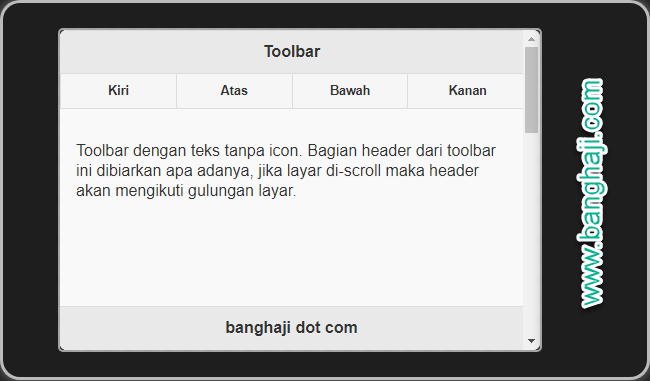 Toolbar
Kiri Atas Bawah Kanan
Toolbar dengan teks tanpa icon. Bagian header dari toolbar
ini dibiarkan apa adanya, jika layar di-scroll maka header
akan mengikuti gulungan layar.
banghaji dot com
www.banghaji.com